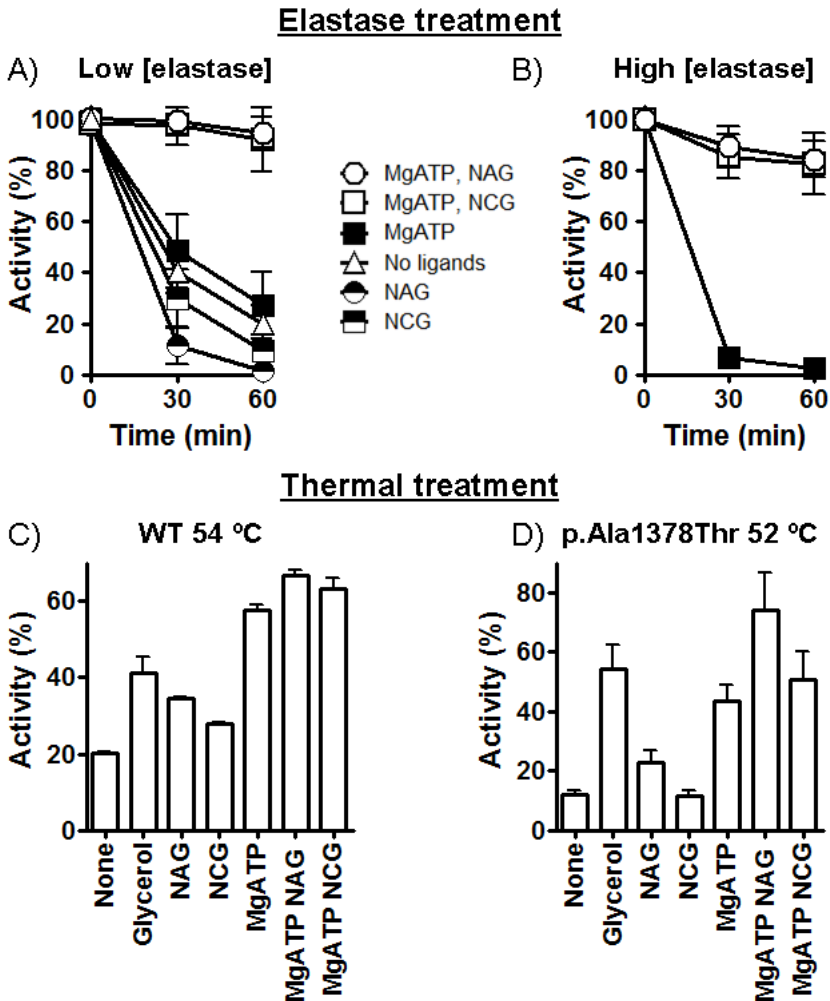 Elastase treatment
A) Low [elastase]
Activity (%)
100
80
60
40
20
0
0 30 60
Time (min)
MgATP, NAG
MgATP, NCG
MgATP
No ligands
NAG
NCG
B) High [elastase]
Activity (%)
100
80
60
40
20
0
0 30 60
Time (min)
Thermal treatment
C) WT 54 ºC
Activity (%)
60
40
20
0
None
Glycerol
NAG
NCG
MgATP
MgATP NAG
MgATP NCG
D) p.Ala1378Thr 52 ºC
Activity (%)
80
60
40
20
0
None
Glycerol
NAG
NCG
MgATP
MgATP NAG
MgATP NCG